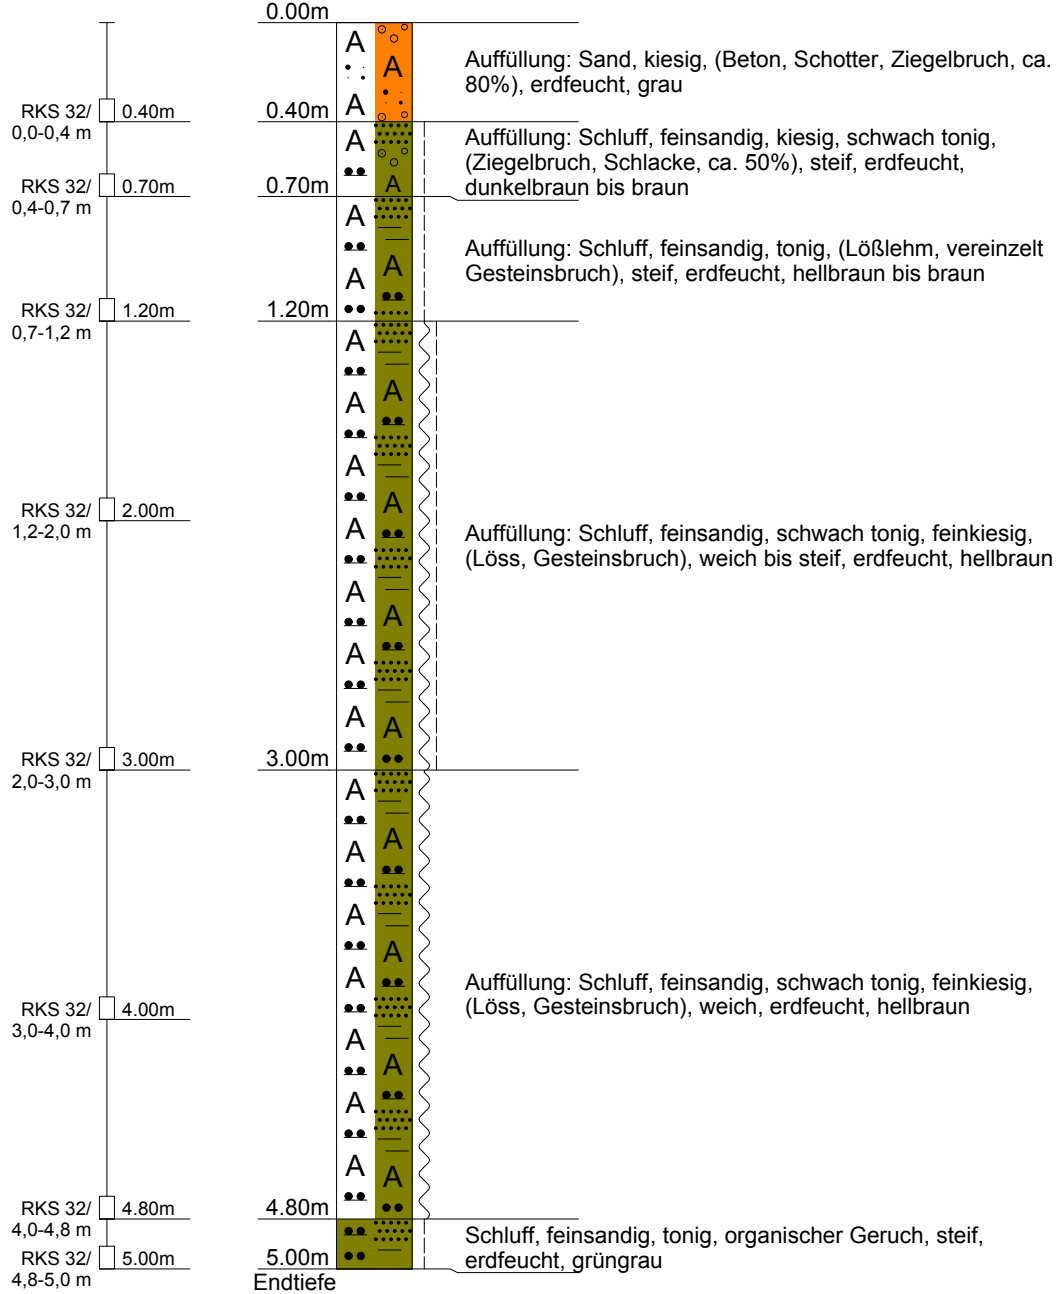 0.00m
A
A
A
Auffüllung: Sand, kiesig, (Beton, Schotter, Ziegelbruch, ca.
80%), erdfeucht, grau
RKS 32/
0,0-0,4 m
0.40m
0.40m
A
A
Auffüllung: Schluff, feinsandig, kiesig, schwach tonig,
(Ziegelbruch, Schlacke, ca. 50%), steif, erdfeucht,
dunkelbraun bis braun
RKS 32/
0,4-0,7 m
0.70m
0.70m
A
A
A
Auffüllung: Schluff, feinsandig, tonig, (Lößlehm, vereinzelt
Gesteinsbruch), steif, erdfeucht, hellbraun bis braun
RKS 32/
0,7-1,2 m
1.20m
1.20m
A
A
A
A
A
A
A
A
A
A
A
RKS 32/
1,2-2,0 m
2.00m
Auffüllung: Schluff, feinsandig, schwach tonig, feinkiesig,
(Löss, Gesteinsbruch), weich bis steif, erdfeucht, hellbraun
RKS 32/
2,0-3,0 m
3.00m
3.00m
A
A
A
A
A
A
A
A
A
A
A
RKS 32/
3,0-4,0 m
4.00m
Auffüllung: Schluff, feinsandig, schwach tonig, feinkiesig,
(Löss, Gesteinsbruch), weich, erdfeucht, hellbraun
RKS 32/
4,0-4,8 m
4.80m
4.80m
Schluff, feinsandig, tonig, organischer Geruch, steif,
erdfeucht, grüngrau
RKS 32/
4,8-5,0 m
5.00m
5.00m
Endtiefe